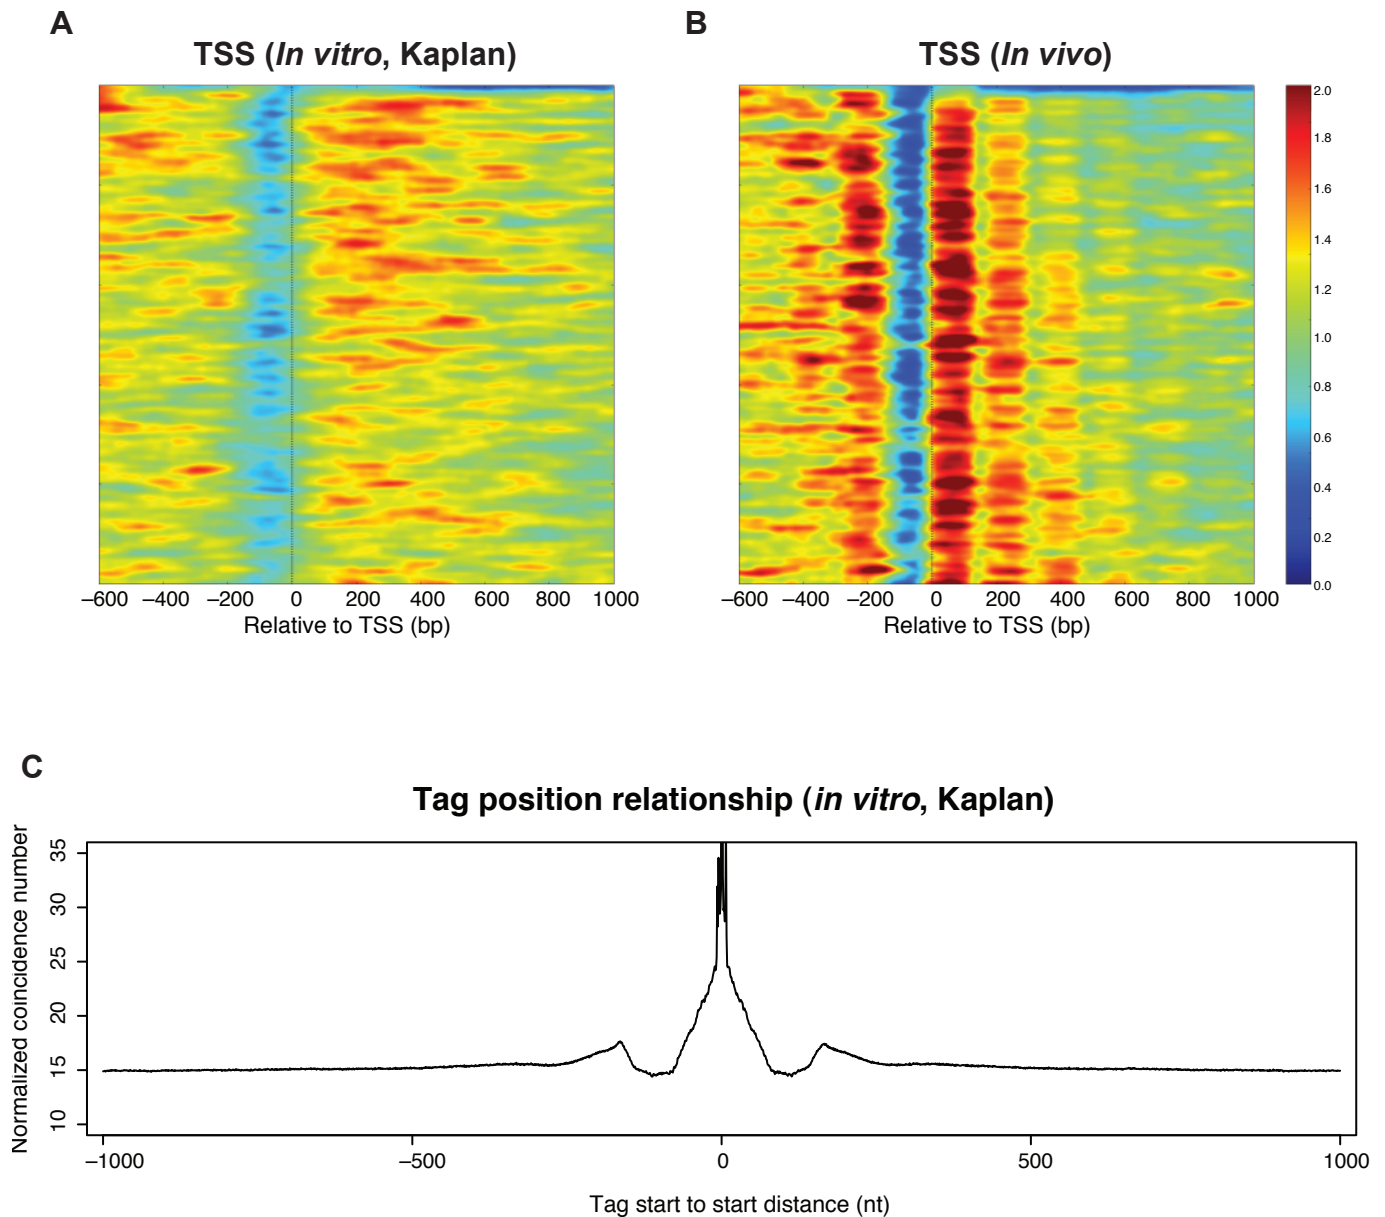 A
B
TSS (In vitro, Kaplan)
TSS (In vivo)
2.0
1.8
1.6
1.4
1.2
1.0
0.8
0.6
0.4
0.2
0.0
–600 –400 –200 0 200 400 600 800 1000
Relative to TSS (bp)
–600 –400 –200 0 200 400 600 800 1000
Relative to TSS (bp)
C
Tag position relationship (in vitro, Kaplan)
Normalized coincidence number
35
30
25
20
15
10
–1000 –500 0 500 1000
Tag start to start distance (nt)